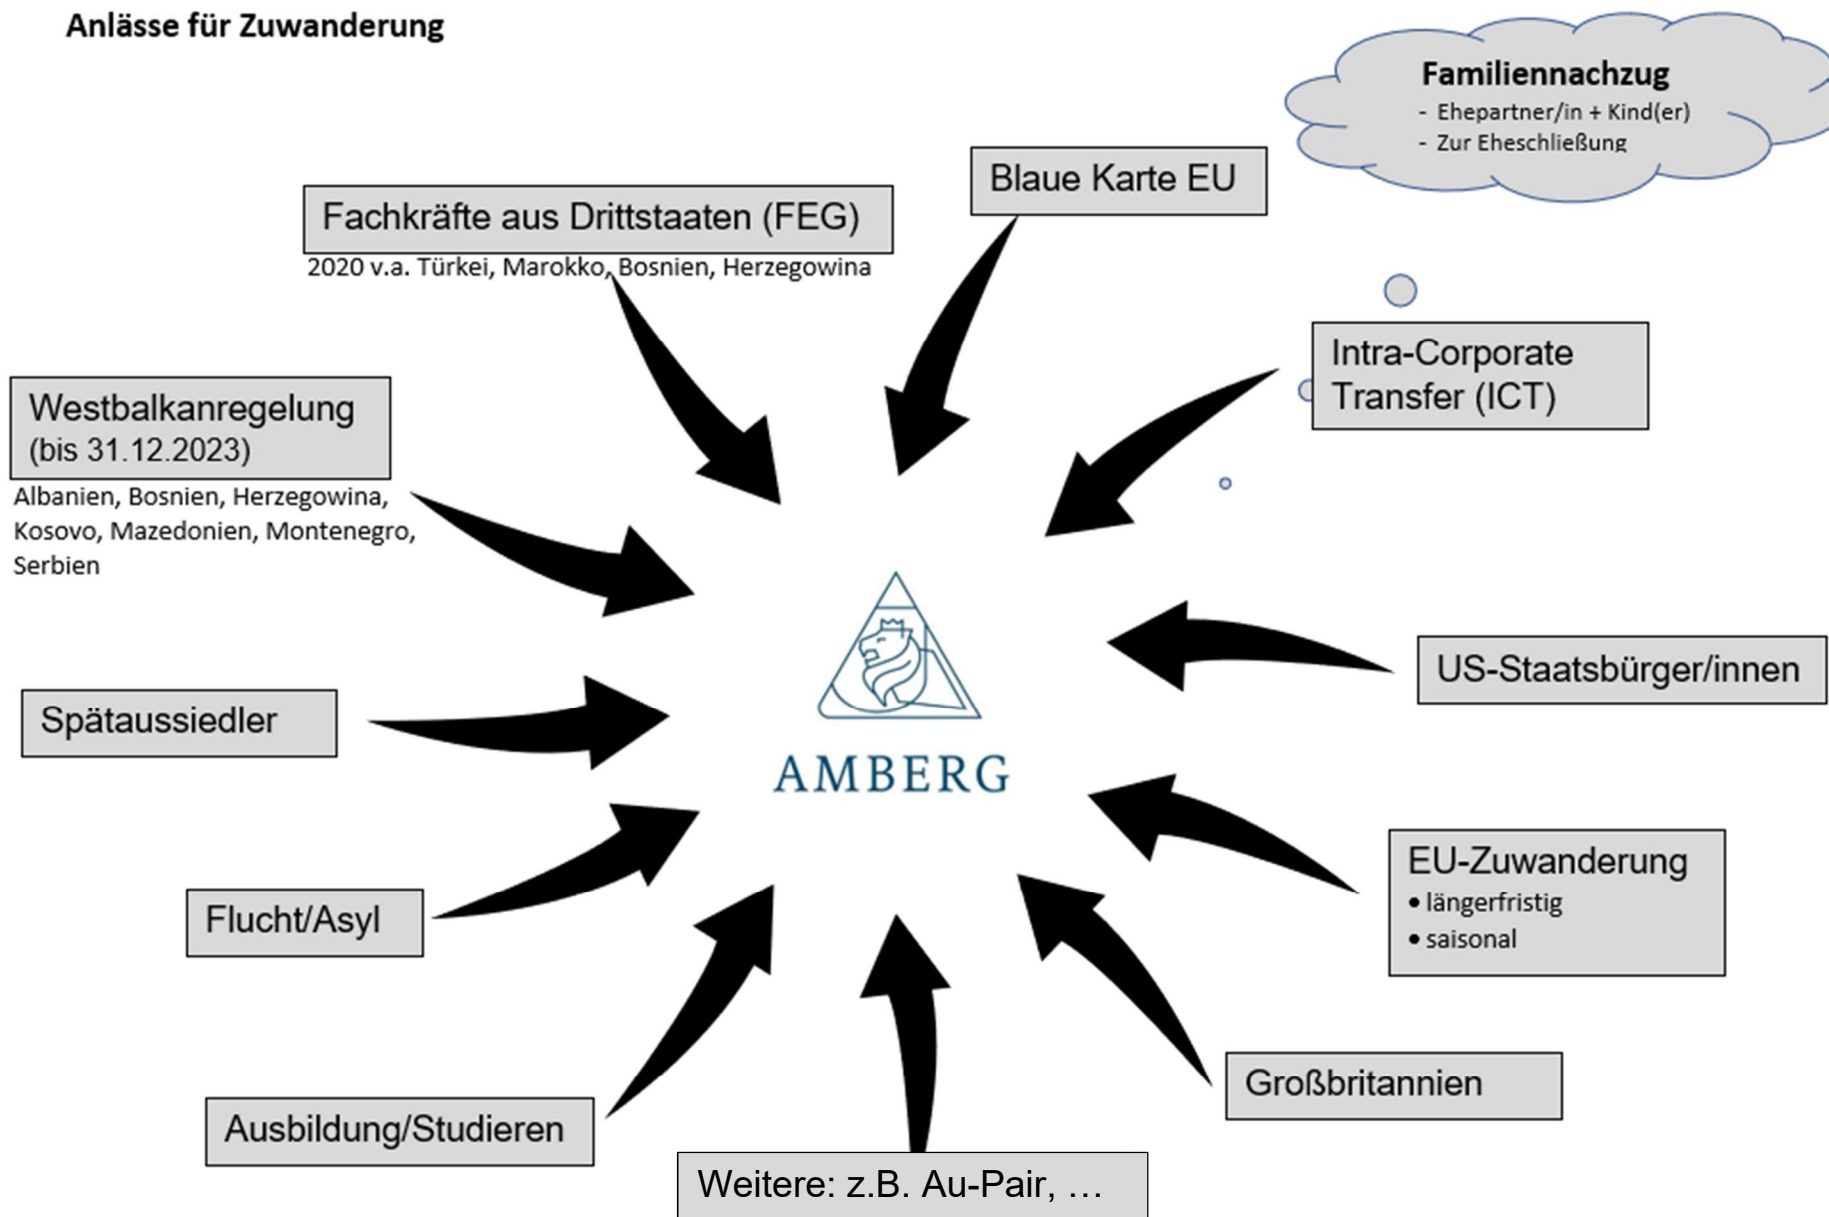 Anlässe für Zuwanderung
Familiennachzug
- Ehepartner/in + Kind(er)
- Zur Eheschließung
Blaue Karte EU
Fachkräfte aus Drittstaaten (FEG)
2020 v.a. Türkei, Marokko, Bosnien, Herzegowina
Intra-Corporate
Transfer (ICT)
Westbalkanregelung
(bis 31.12.2023)
Albanien, Bosnien, Herzegowina,
Kosovo, Mazedonien, Montenegro,
Serbien
US-Staatsbürger/innen
Spätaussiedler
AMBERG
EU-Zuwanderung
• längerfristig
• saisonal
Flucht/Asyl
Großbritannien
Ausbildung/Studieren
Weitere: z.B. Au-Pair, …